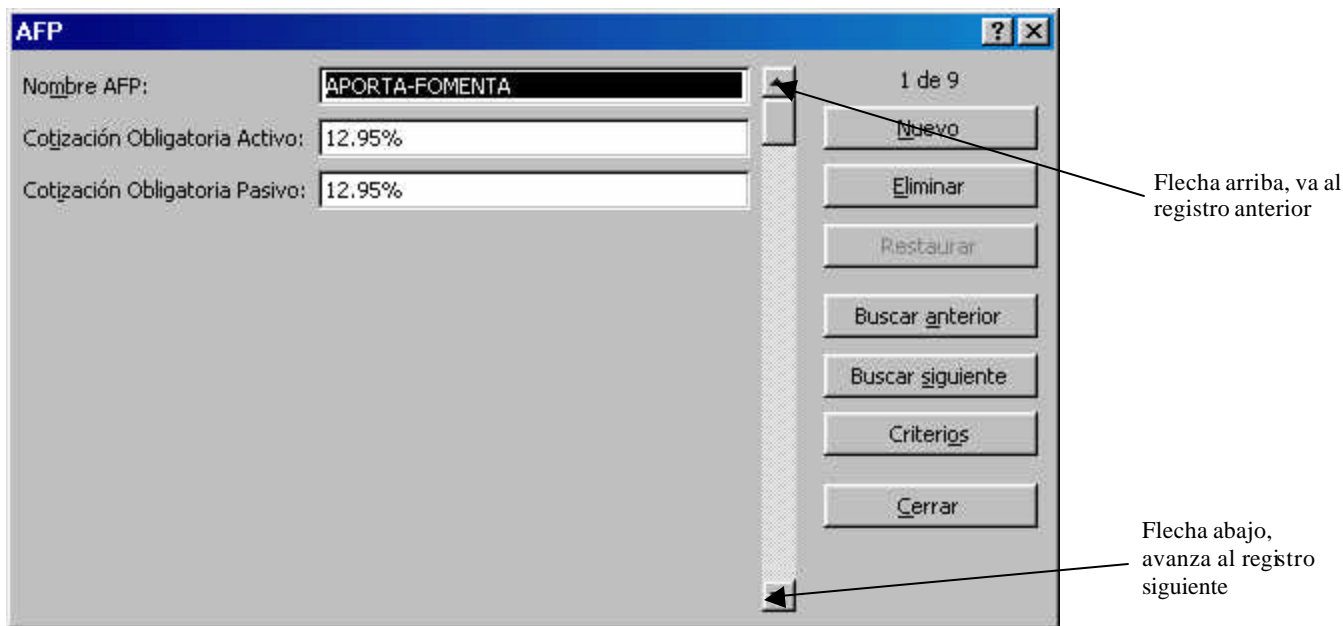 AFP
Nombre AFP: APORTA-FOMENTA
Cotización Obligatoria Activo: 12.95%
Cotización Obligatoria Pasivo: 12.95%
1 de 9
Nuevo
Eliminar
Restaurar
Buscar anterior
Buscar siguiente
Criterios
Cerrar
Flecha arriba, va al
registro anterior
Flecha abajo,
avanza al registro
siguiente